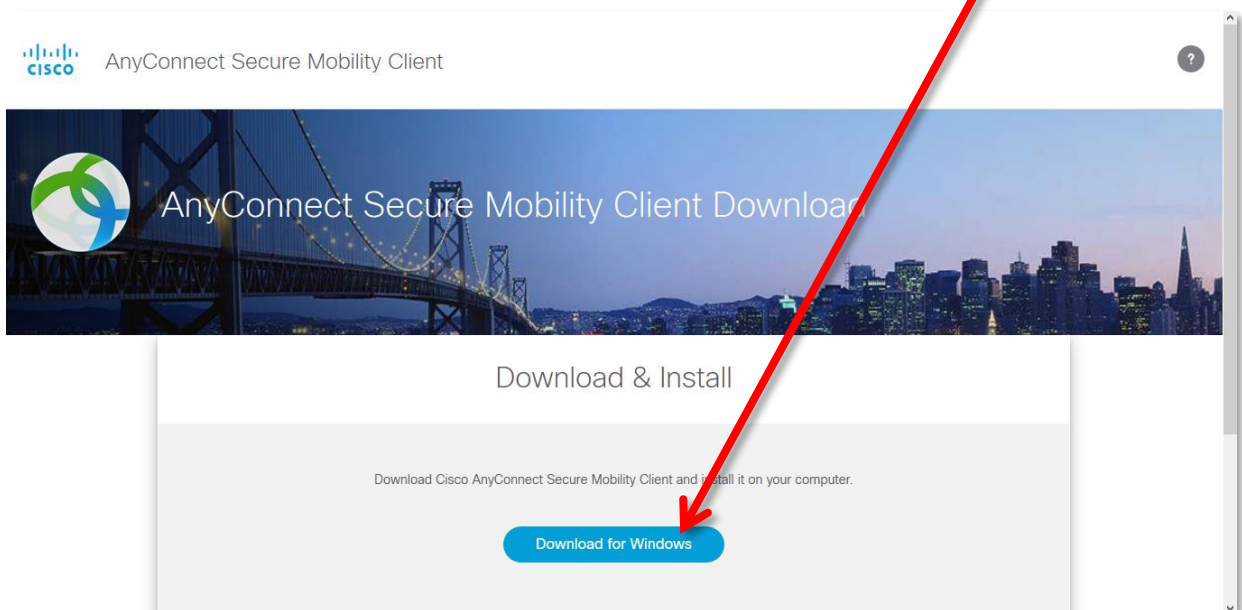 CISCO AnyConnect Secure Mobility Client ?
AnyConnect Secure Mobility Client Download
Download & Install
Download Cisco AnyConnect Secure Mobility Client and install it on your computer.
Download for Windows